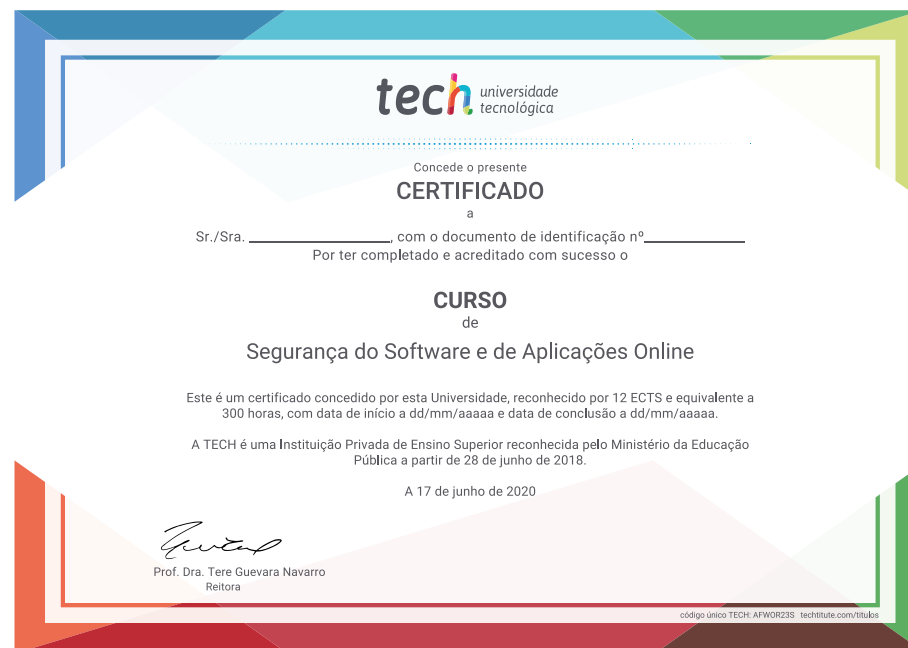 tech universidade
tecnológica
Concede o presente
CERTIFICADO
a
Sr./Sra. ____________________, com o documento de identificação nº______________
Por ter completado e acreditado com sucesso o
CURSO
de
Segurança do Software e de Aplicações Online
Este é um certificado concedido por esta Universidade, reconhecido por 12 ECTS e equivalente a
300 horas, com data de início a dd/mm/aaaaa e data de conclusão a dd/mm/aaaaa.
A TECH é uma Instituição Privada de Ensino Superior reconhecida pelo Ministério da Educação
Pública a partir de 28 de junho de 2018.
A 17 de junho de 2020
Prof. Dra. Tere Guevara Navarro
Reitora
código único TECH: AFWOR23S techtitute.com/titulos